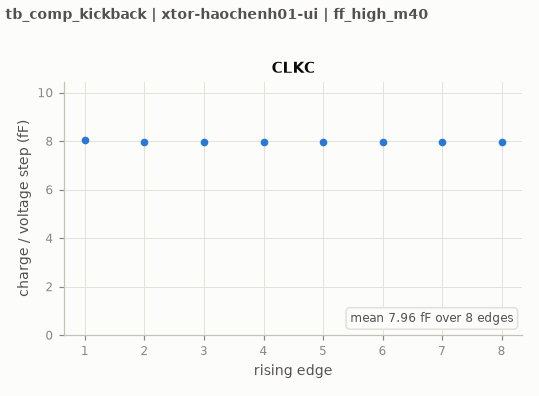 tb_comp_kickback | xtor-haochenh01-ui | ff_high_m40
CLKC
charge / voltage step (fF)
10
8
6
4
2
0
mean 7.96 fF over 8 edges
1 2 3 4 5 6 7 8
rising edge